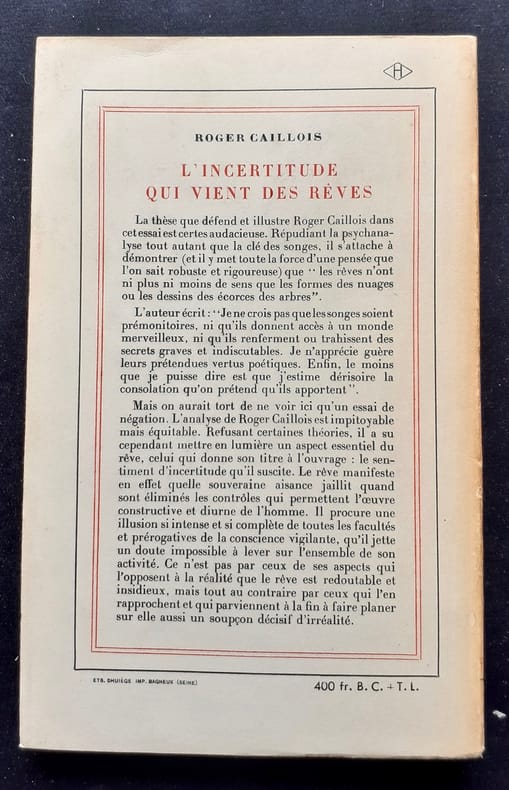 H
ROGER CAILLOIS
L'INCERTITUDE
QUI VIENT DES RÊVES
La thèse que défend et illustre Roger Caillois dans
cet essai est certes audacieuse. Répudiant la psychana-
lyse tout autant que la clé des songes, il s'attache à
démontrer (et il y met toute la force d'une pensée que
l'on sait robuste et rigoureuse) que “ les rêves n'ont
ni plus ni moins de sens que les formes des nuages
ou les dessins des écorces des arbres”.
L'auteur écrit : “Je ne crois pas que les songes soient
prémonitoires, ni qu'ils donnent accès à un monde
merveilleux, ni qu'ils renferment ou trahissent des
secrets graves et indiscutables. Je n'apprécie guère
leurs prétendues vertus poétiques. Enfin, le moins
que je puisse dire est que j'estime dérisoire la
consolation qu'on prétend qu'ils apportent”.
Mais on aurait tort de ne voir ici qu'un essai de
négation. L'analyse de Roger Caillois est impitoyable
mais équitable. Refusant certaines théories, il a su
cependant mettre en lumière un aspect essentiel du
rêve, celui qui donne son titre à l'ouvrage : le sen-
timent d'incertitude qu'il suscite. Le rêve manifeste
en effet quelle souveraine aisance jaillit quand
sont éliminés les contrôles qui permettent l'œuvre
constructive et diurne de l'homme. Il procure une
illusion si intense et si complète de toutes les facultés
et prérogatives de la conscience vigilante, qu'il jette
un doute impossible à lever sur l'ensemble de son
activité. Ce n'est pas par ceux de ses aspects qui
l'opposent à la réalité que le rêve est redoutable et
insidieux, mais tout au contraire par ceux qui l'en
rapprochent et qui parviennent à la fin à faire planer
sur elle aussi un soupçon décisif d'irréalité.
ETB. DHUIÈGE IMP. BAGNEUX (SEINE)
400 fr. B. C. + T. L.